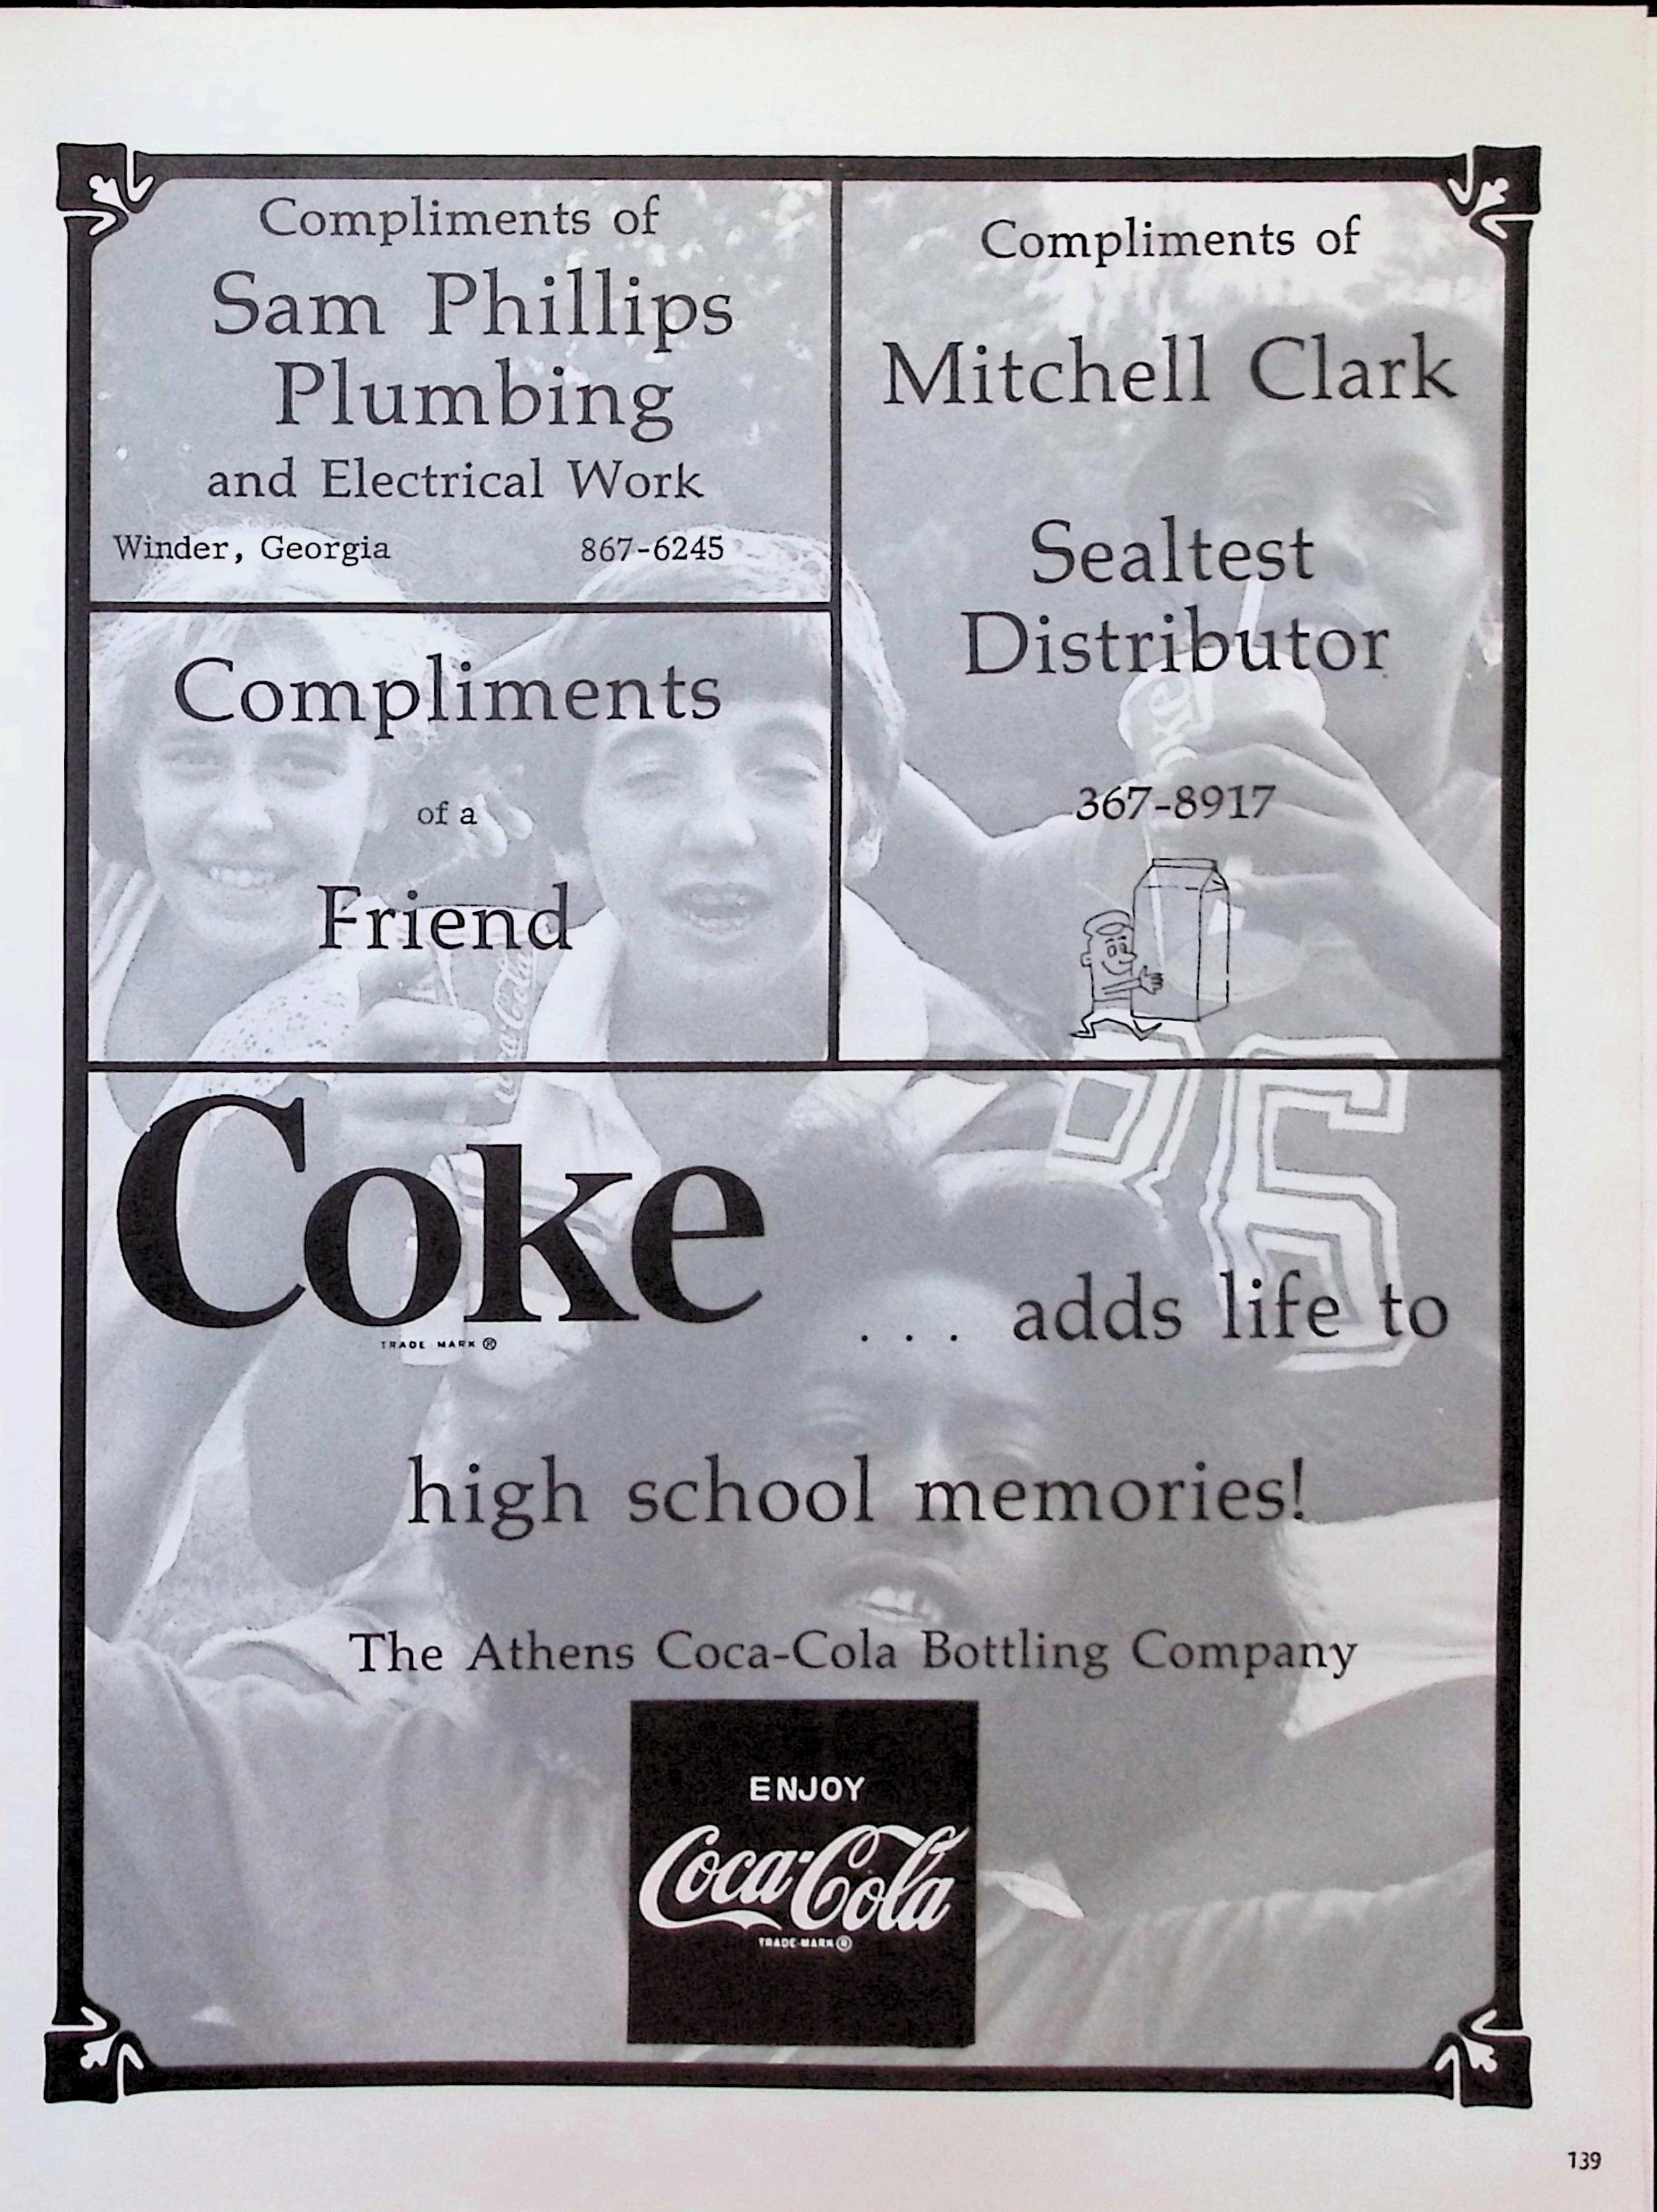 Compliments of
Sam Phillips
Plumbing
and Electrical Work
Winder, Georgia 867-6245
Compliments
of a
Friend
Compliments of
Mitchell Clark
Sealtest
Distributor
367-8917
Coca-Cola
Coke
TRADE MARK ®
. . . adds life to
high school memories!
The Athens Coca-Cola Bottling Company
ENJOY
Coca-Cola
TRADE-MARK ®
139